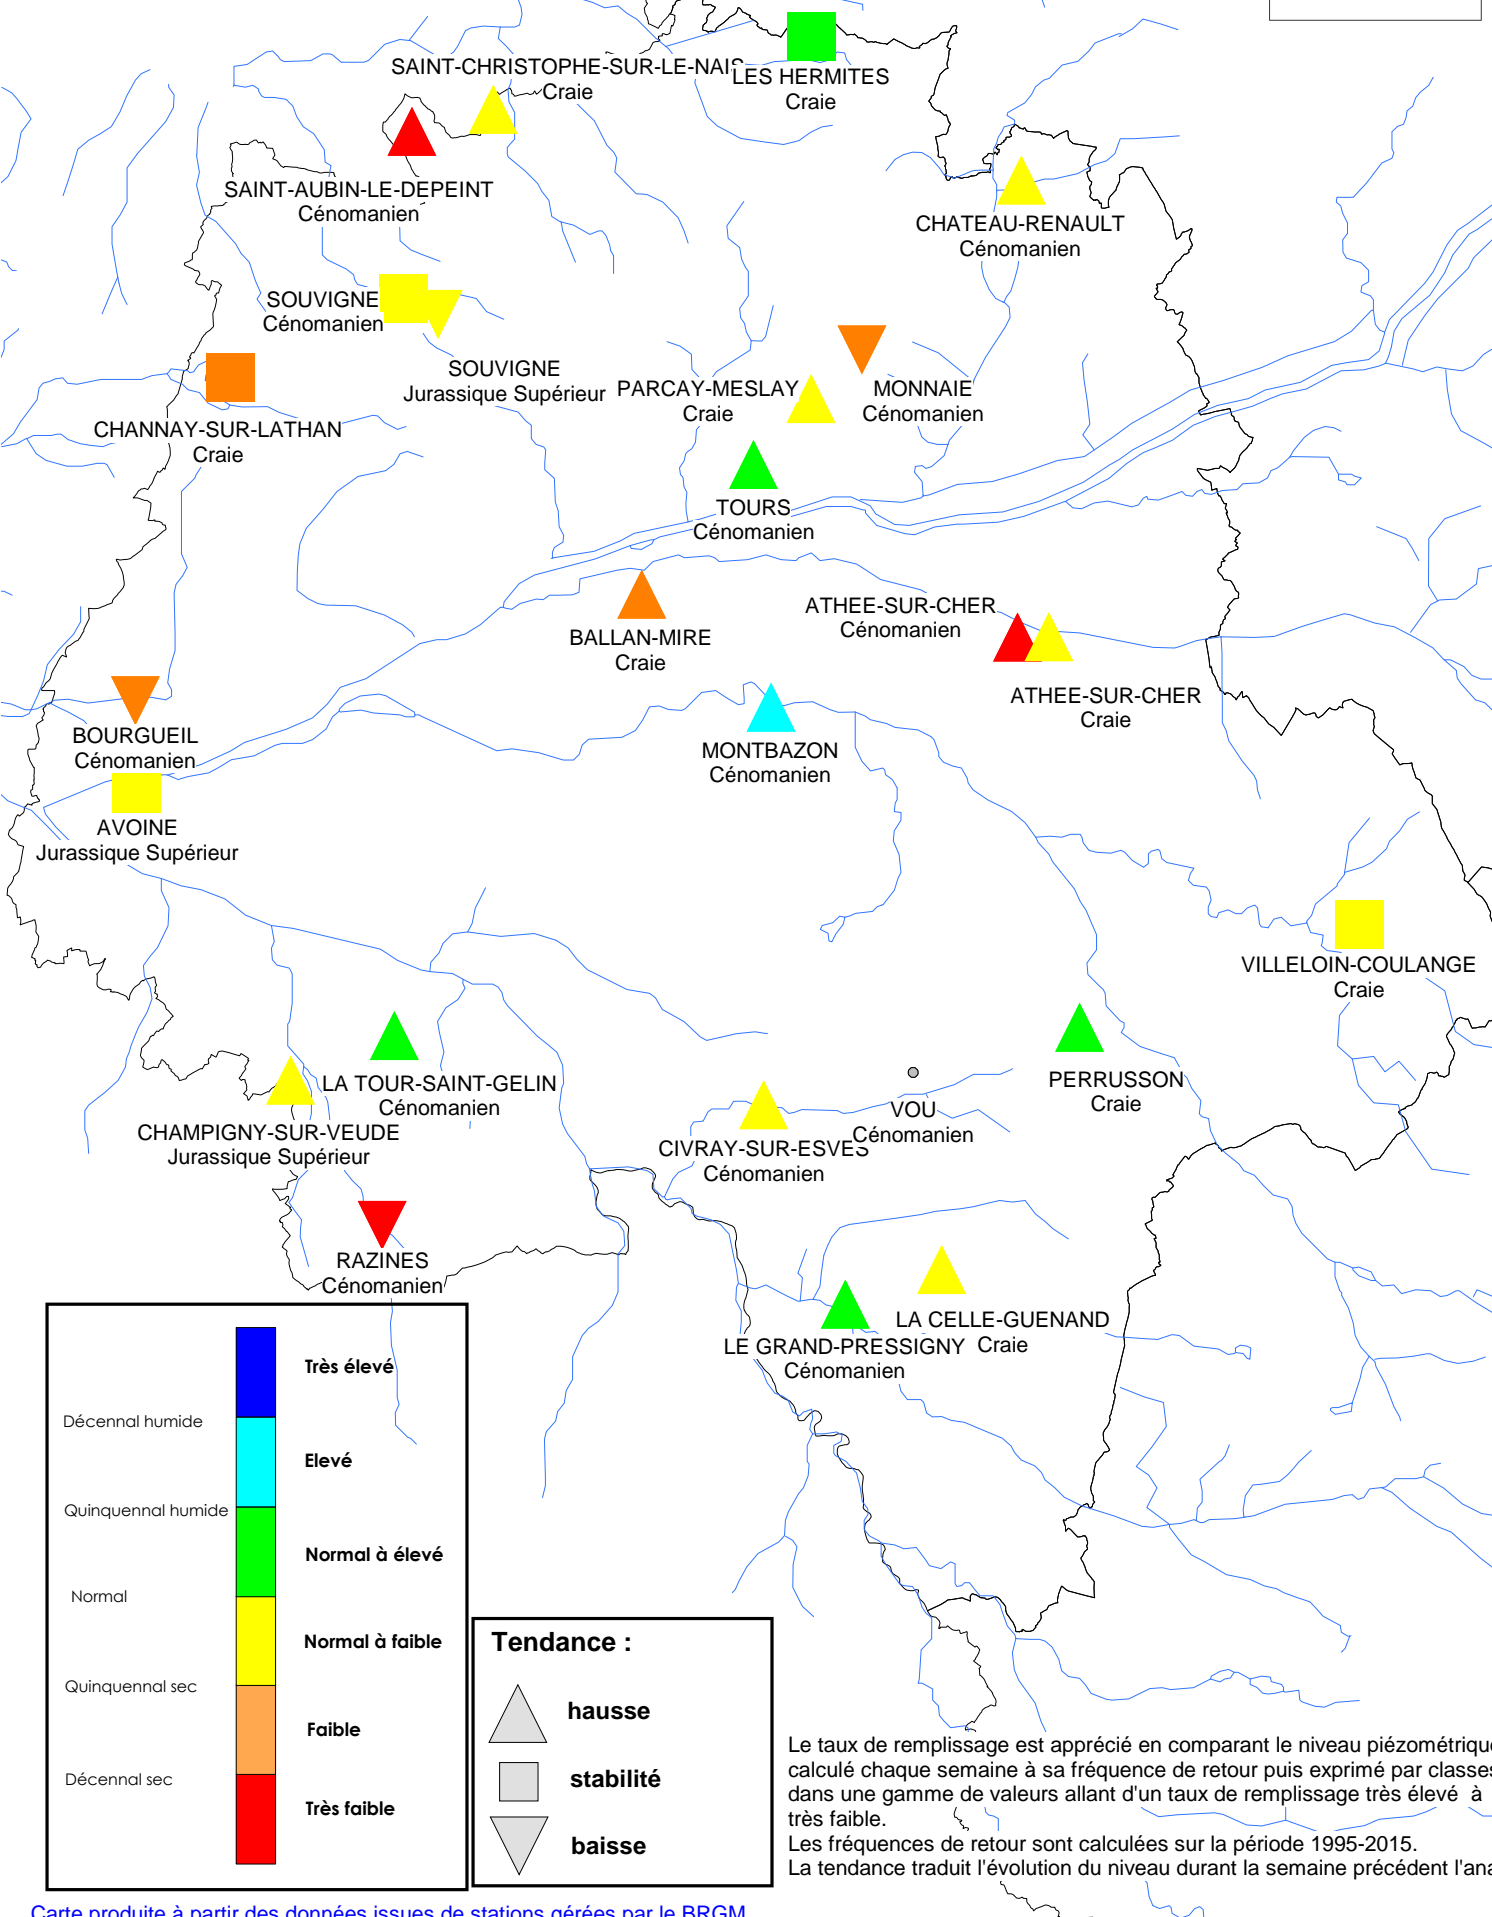 SAINT-CHRISTOPHE-SUR-LE-NAIS
Craie
LES HERMITES
Craie
SAINT-AUBIN-LE-DEPEINT
Cénomanien
CHATEAU-RENAULT
Cénomanien
SOUVIGNE
Cénomanien
SOUVIGNE
Jurassique Supérieur
PARCAY-MESLAY
Craie
MONNAIE
Cénomanien
CHANNAY-SUR-LATHAN
Craie
TOURS
Cénomanien
BALLAN-MIRE
Craie
ATHEE-SUR-CHER
Cénomanien
ATHEE-SUR-CHER
Craie
BOURGUEIL
Cénomanien
MONTBAZON
Cénomanien
AVOINE
Jurassique Supérieur
VILLELOIN-COULANGE
Craie
LA TOUR-SAINT-GELIN
Cénomanien
PERRUSSON
Craie
VOU
Cénomanien
CHAMPIGNY-SUR-VEUDE
Jurassique Supérieur
CIVRAY-SUR-ESVES
Cénomanien
RAZINES
Cénomanien
LA CELLE-GUENAND
Craie
LE GRAND-PRESSIGNY
Cénomanien
Très élevé
Décennal humide
Elevé
Quinquennal humide
Normal à élevé
Normal
Normal à faible
Quinquennal sec
Faible
Décennal sec
Très faible
Tendance :
hausse
stabilité
baisse
Le taux de remplissage est apprécié en comparant le niveau piézométrique
calculé chaque semaine à sa fréquence de retour puis exprimé par classes
dans une gamme de valeurs allant d'un taux de remplissage très élevé à
très faible.
Les fréquences de retour sont calculées sur la période 1995-2015.
La tendance traduit l'évolution du niveau durant la semaine précédent l'ana
Carte produite à partir des données issues de stations gérées par le BRGM